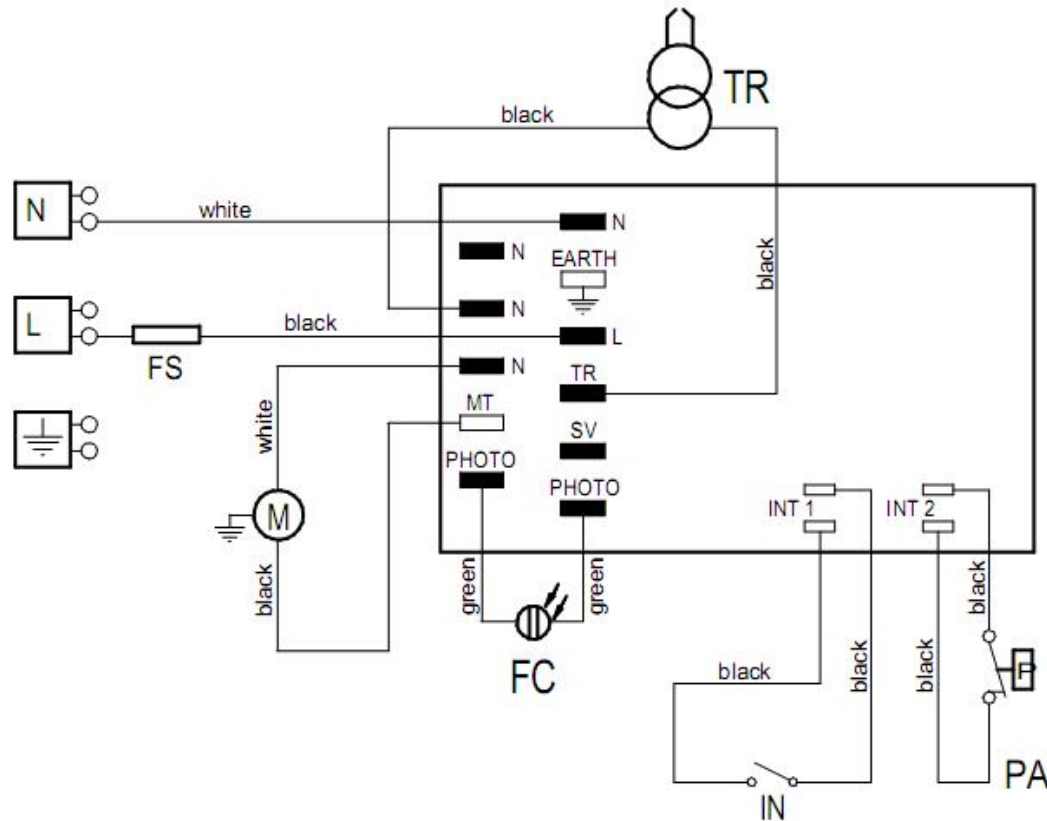 TR
black
N
white
N
N
EARTH
black
L
black
N
L
FS
N
TR
MT
white
SV
PHOTO
PHOTO
INT 1
INT 2
M
black
green
green
black
FC
black
black
black
P
PA
IN